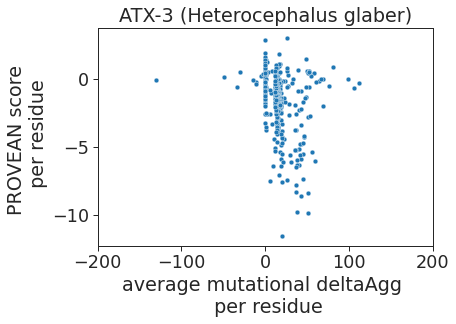 ATX-3 (Heterocephalus glaber)
PROVEAN score
per residue
0
−5
−10
−200
−100
0
100
200
average mutational deltaAgg
per residue